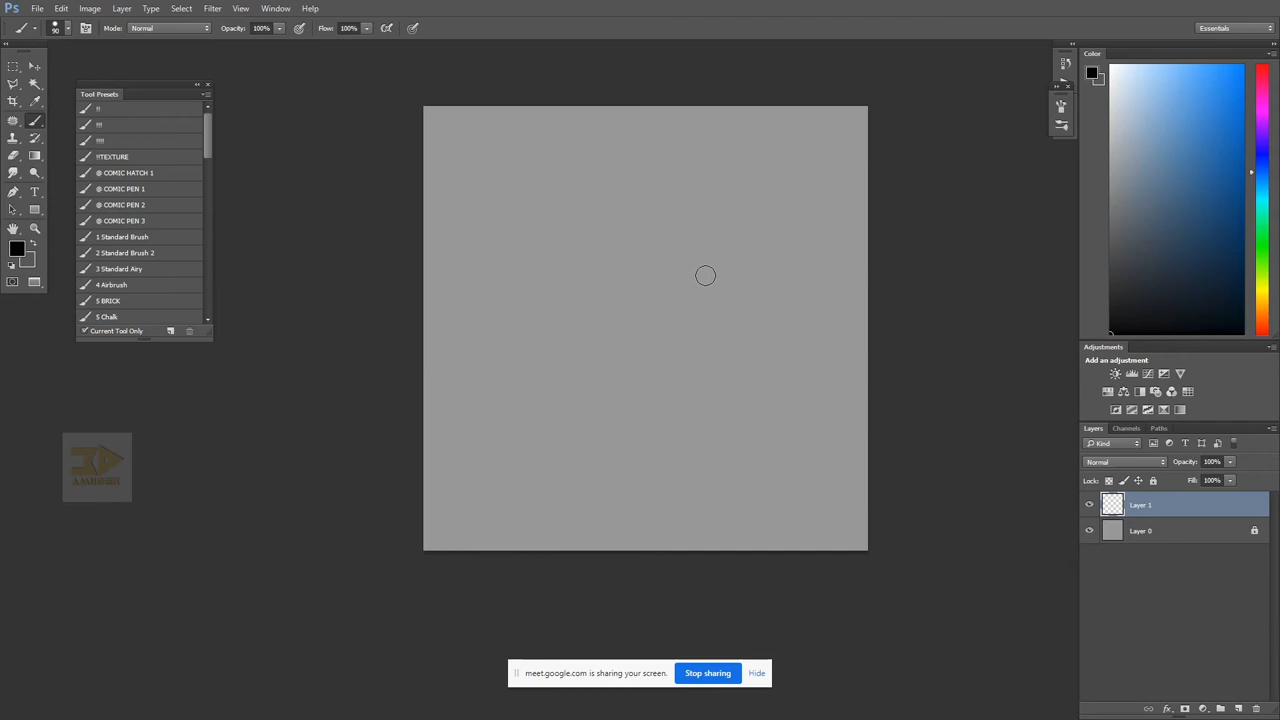 Ps File Edit Image Layer Type Select Filter 3D View Window Help
90 Mode: Normal Opacity: 100% Flow: 100% Essentials
Color
Tool Presets
!!
!!!
!!!!
!!TEXTURE
@ COMIC HATCH 1
@ COMIC PEN 1
@ COMIC PEN 2
@ COMIC PEN 3
1 Standard Brush
2 Standard Brush 2
3 Standard Airy
4 Airbrush
5 BRICK
5 Chalk
Current Tool Only
Adjustments
Add an adjustment
Layers Channels Paths
Kind
Normal Opacity: 100%
Lock: Fill: 100%
Layer 1
Layer 0
meet.google.com is sharing your screen. Stop sharing Hide